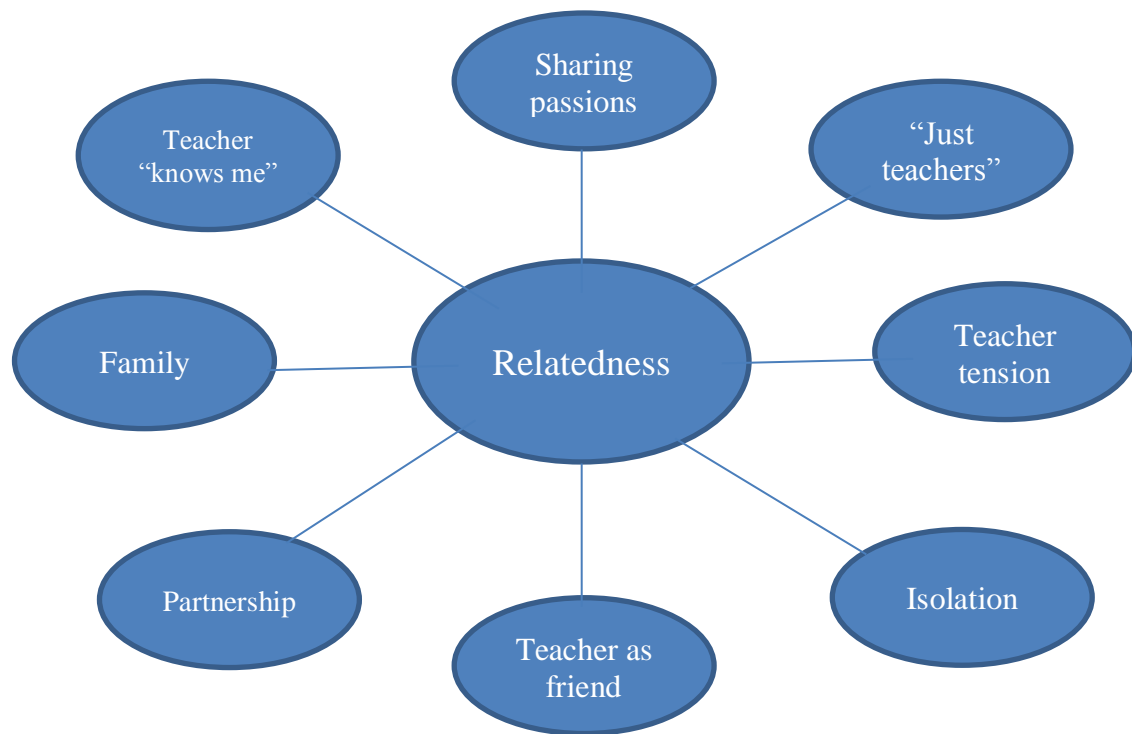 Sharing
passions
Teacher
“knows me”
“Just
teachers”
Family
Relatedness
Teacher
tension
Partnership
Isolation
Teacher as
friend